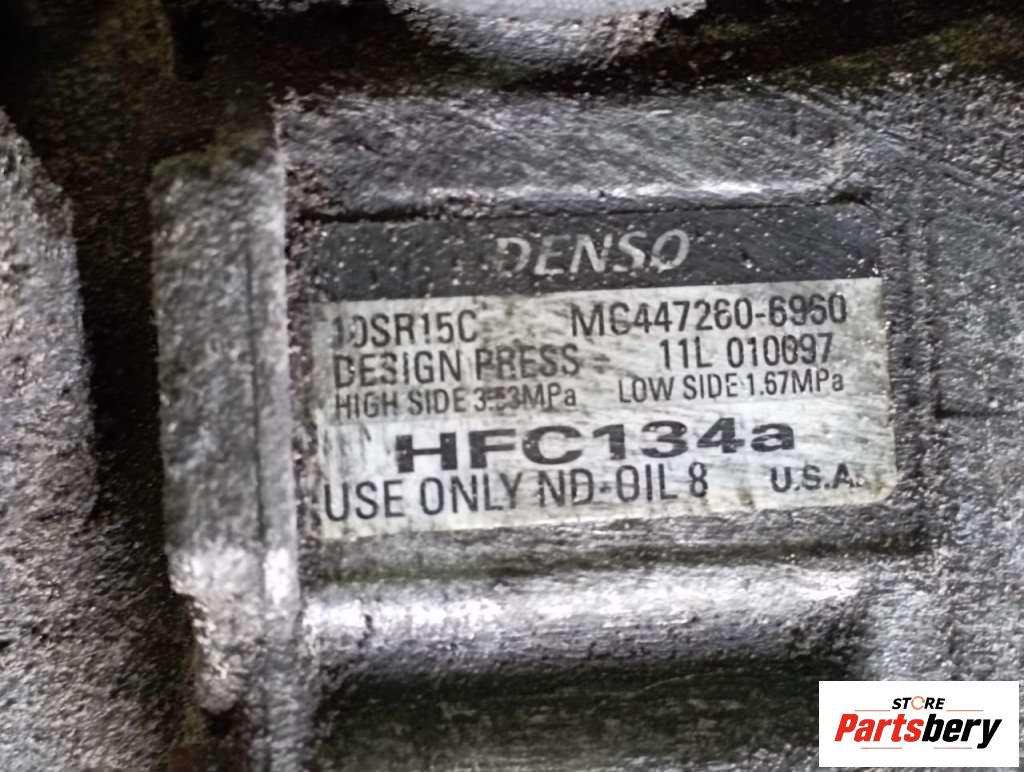 DENSO
10SR15C MC447260-6960
DESIGN PRESS 11L 010097
HIGH SIDE 3.53MPa LOW SIDE 1.67MPa
HFC134a
USE ONLY ND-OIL 8 U.S.A.
STORE
Partsbery